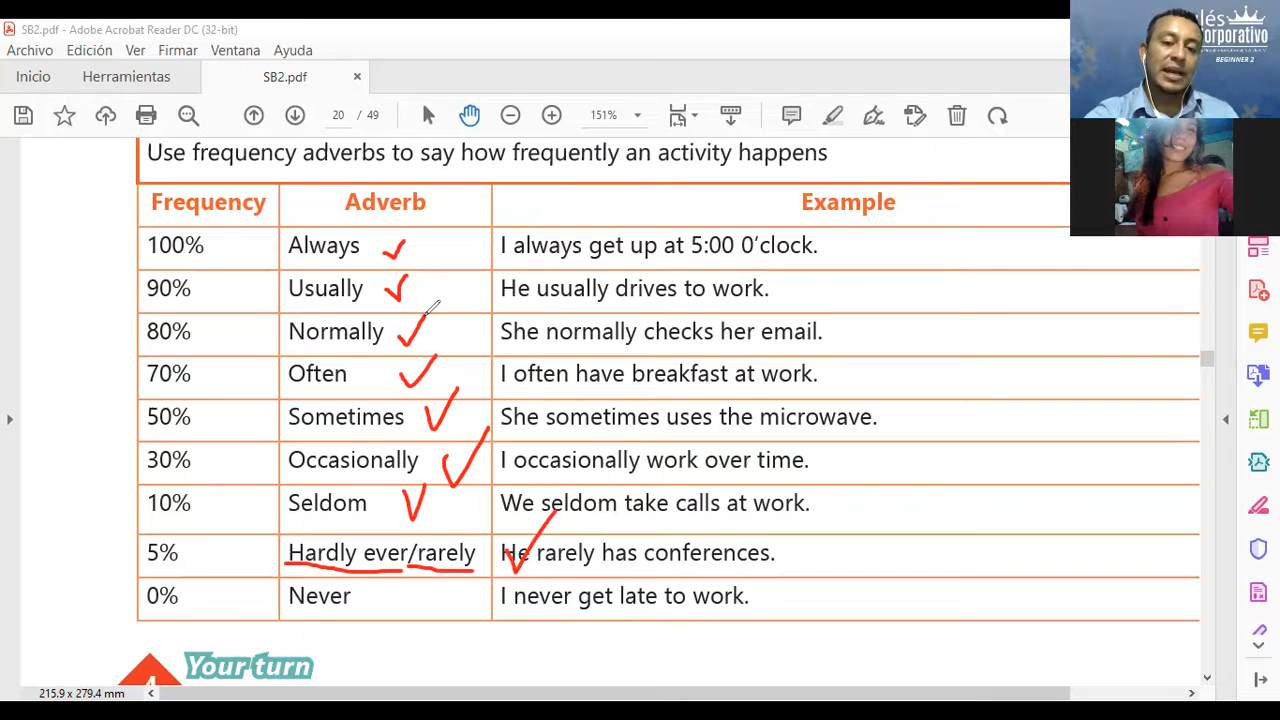 SB2.pdf - Adobe Acrobat Reader DC (32-bit)
Archivo Edición Ver Firmar Ventana Ayuda
Inicio Herramientas SB2.pdf ×
20 / 49 151%
lés
orporativo
BEGINNER 2
Use frequency adverbs to say how frequently an activity happens
Frequency Adverb Example
100% Always I always get up at 5:00 0'clock.
90% Usually He usually drives to work.
80% Normally She normally checks her email.
70% Often I often have breakfast at work.
50% Sometimes She sometimes uses the microwave.
30% Occasionally I occasionally work over time.
10% Seldom We seldom take calls at work.
5% Hardly ever/rarely He rarely has conferences.
0% Never I never get late to work.
4 Your turn
215.9 x 279.4 mm